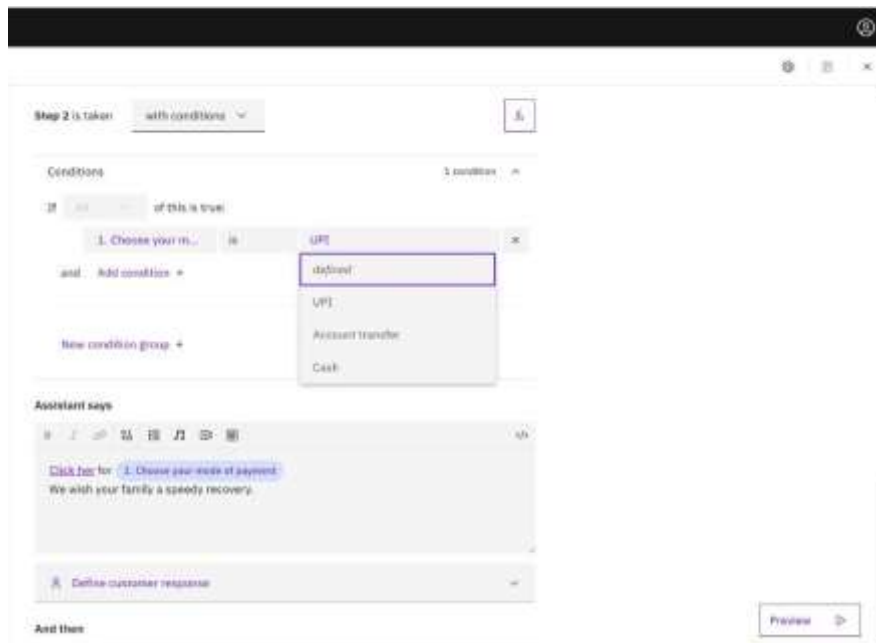 Step 2 is taken with conditions
Conditions 1 condition
If All of this is true:
1. Choose your m... is UPI
and Add condition +
defined
UPI
Account transfer
Cash
New condition group +
Assistant says
Click her for 1. Choose your mode of payment
We wish your family a speedy recovery.
Define customer response
And then
Preview